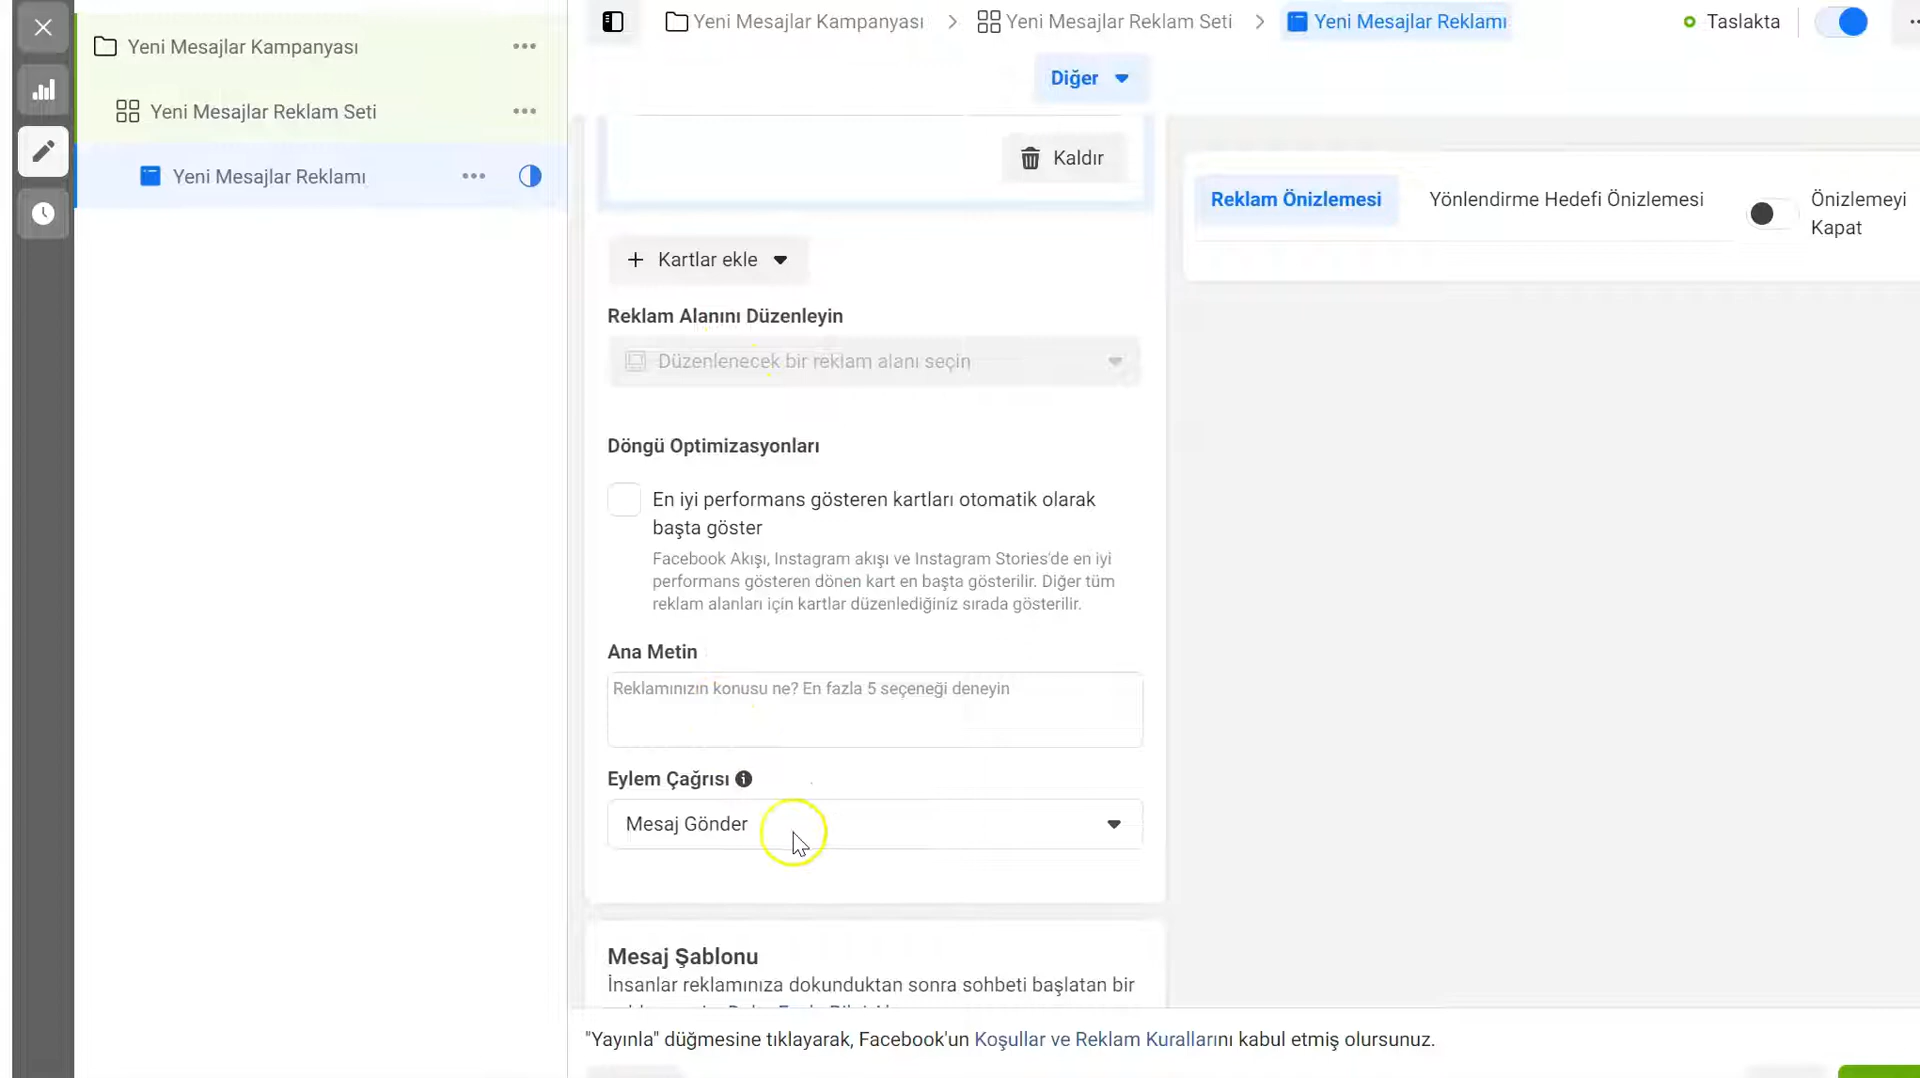 Yeni Mesajlar Kampanyası
Yeni Mesajlar Reklam Seti
Yeni Mesajlar Reklamı
Yeni Mesajlar Kampanyası > Yeni Mesajlar Reklam Seti > Yeni Mesajlar Reklamı
Taslakta
Diğer
Kaldır
Kartlar ekle
Reklam Alanını Düzenleyin
Düzenlenecek bir reklam alanı seçin
Döngü Optimizasyonları
En iyi performans gösteren kartları otomatik olarak
başta göster
Facebook Akışı, Instagram akışı ve Instagram Stories'de en iyi
performans gösteren dönen kart en başta gösterilir. Diğer tüm
reklam alanları için kartlar düzenlediğiniz sırada gösterilir.
Ana Metin
Reklamınızın konusu ne? En fazla 5 seçeneği deneyin
Eylem Çağrısı
Mesaj Gönder
Mesaj Şablonu
İnsanlar reklamınıza dokunduktan sonra sohbeti başlatan bir
Reklam Önizlemesi
Yönlendirme Hedefi Önizlemesi
Önizlemeyi
Kapat
"Yayınla" düğmesine tıklayarak, Facebook'un Koşullar ve Reklam Kurallarını kabul etmiş olursunuz.